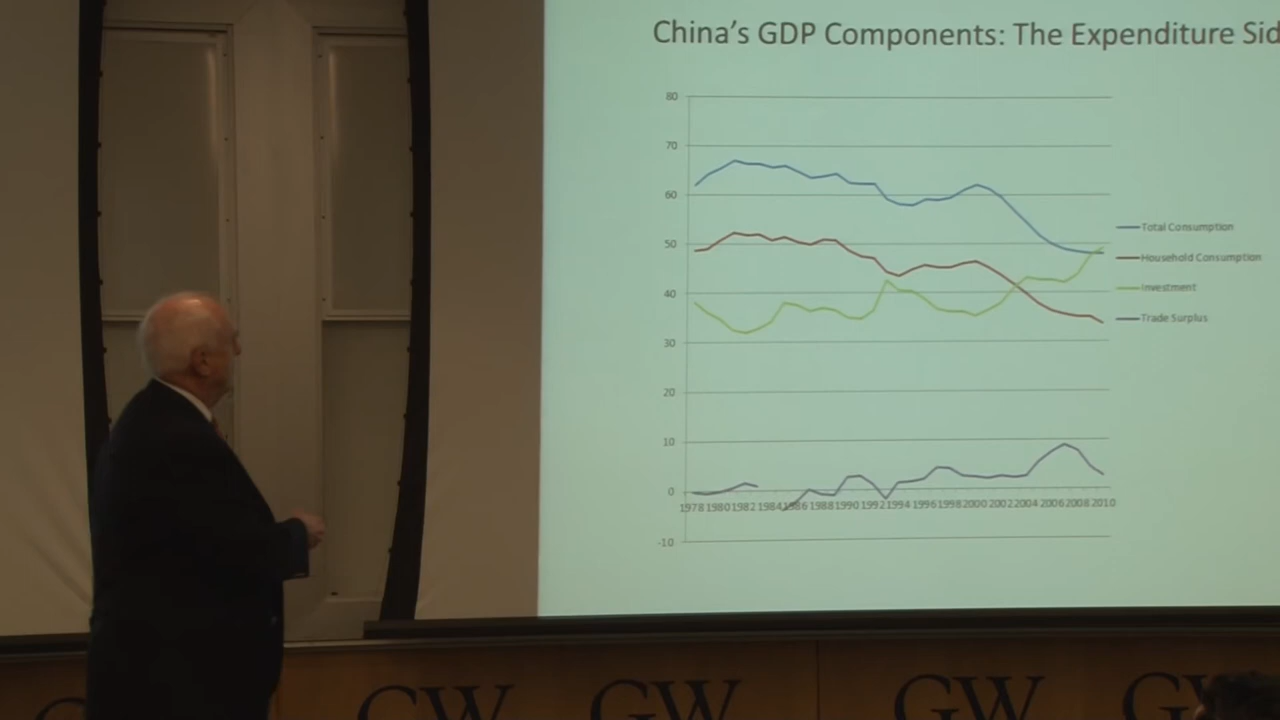 China's GDP Components: The Expenditure Sid
80
70
60
50
40
30
20
10
0
-10
1978 1980 1982 1984 1986 1988 1990 1992 1994 1996 1998 2000 2002 2004 2006 2008 2010
Total Consumption
Household Consumption
Investment
Trade Surplus
GW GW GW GW